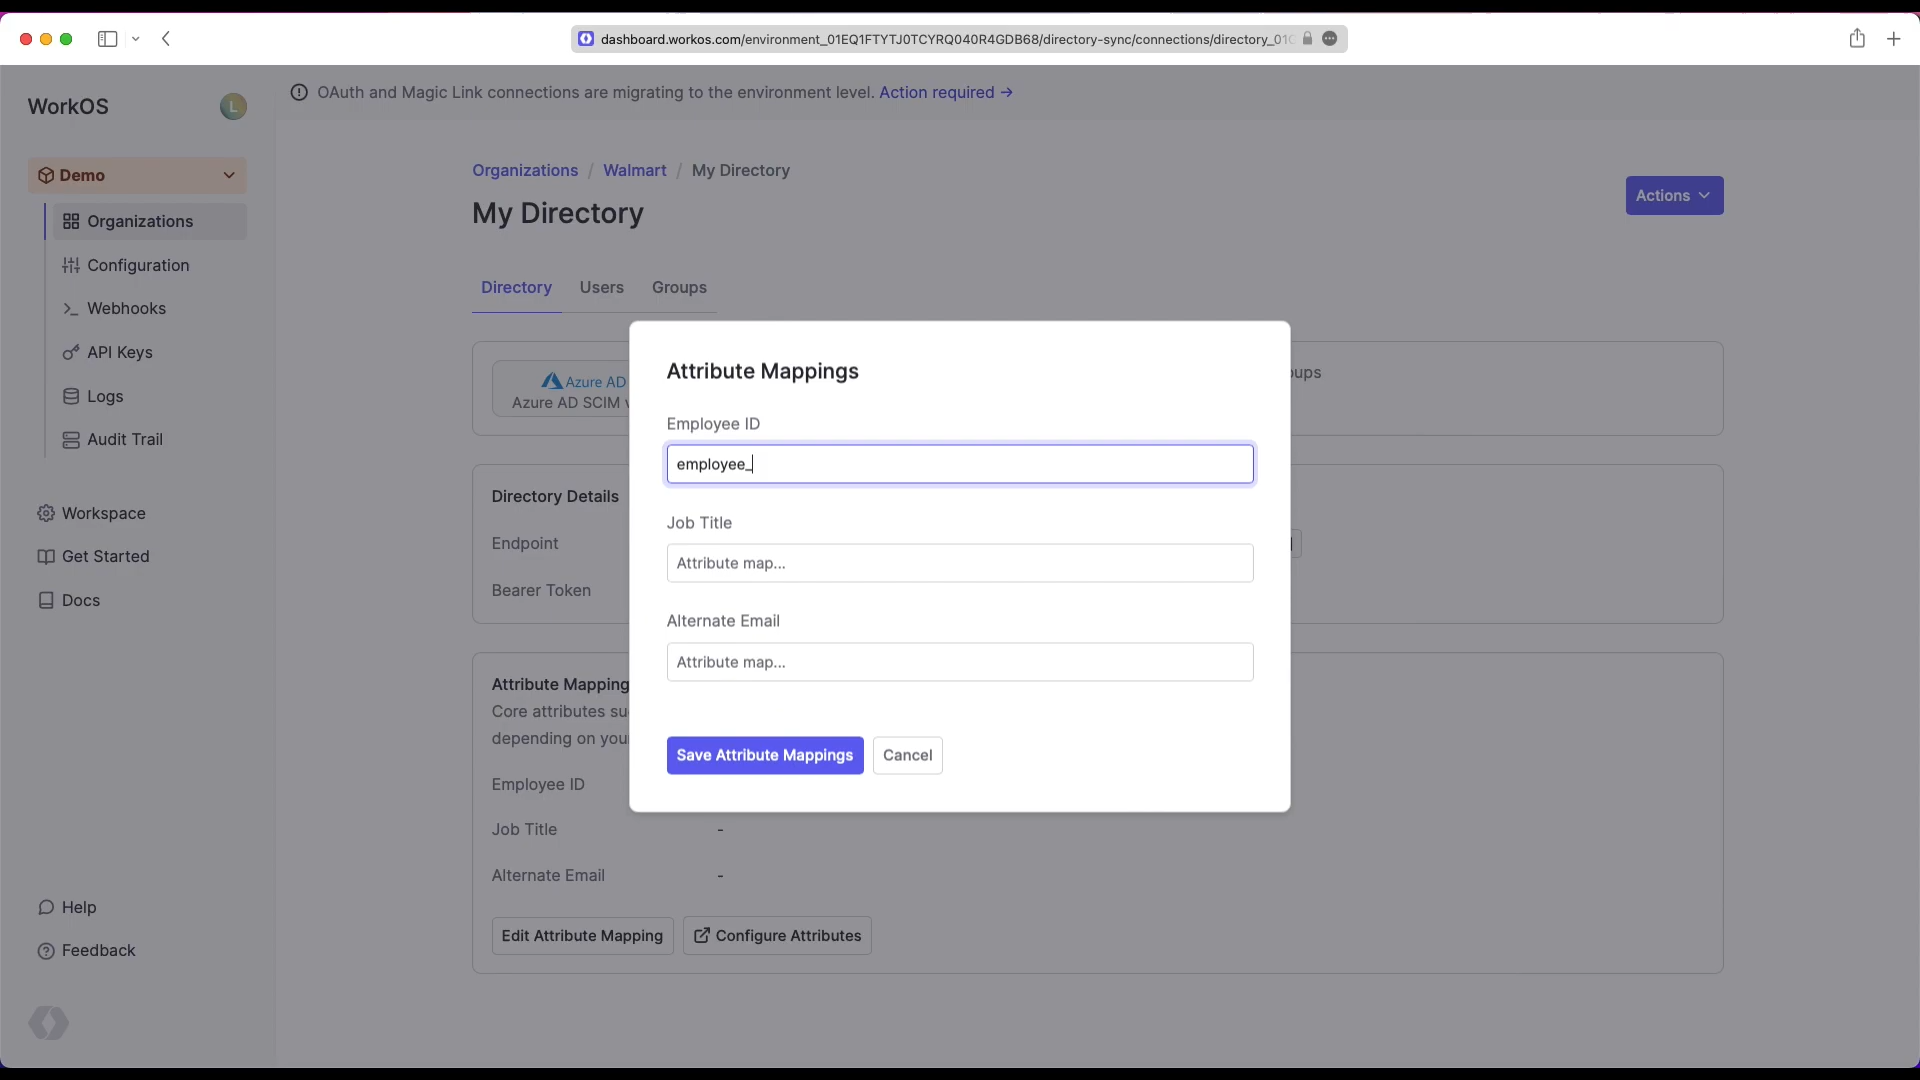 dashboard.workos.com/environment_01EQ1FTYTJ0TCYRQ040R4GDB68/directory-sync/connections/directory_01
WorkOS
L
OAuth and Magic Link connections are migrating to the environment level. Action required →
Demo
Organizations
Configuration
Webhooks
API Keys
Logs
Audit Trail
Workspace
Get Started
Docs
Help
Feedback
Organizations / Walmart / My Directory
My Directory
Actions
Directory Users Groups
Azure AD
Azure AD SCIM
oups
Directory Details
Endpoint
Bearer Token
Attribute Mapping
Core attributes su
depending on you
Employee ID
Job Title -
Alternate Email -
Edit Attribute Mapping
Configure Attributes
Attribute Mappings
Employee ID
employee_
Job Title
Attribute map...
Alternate Email
Attribute map...
Save Attribute Mappings
Cancel